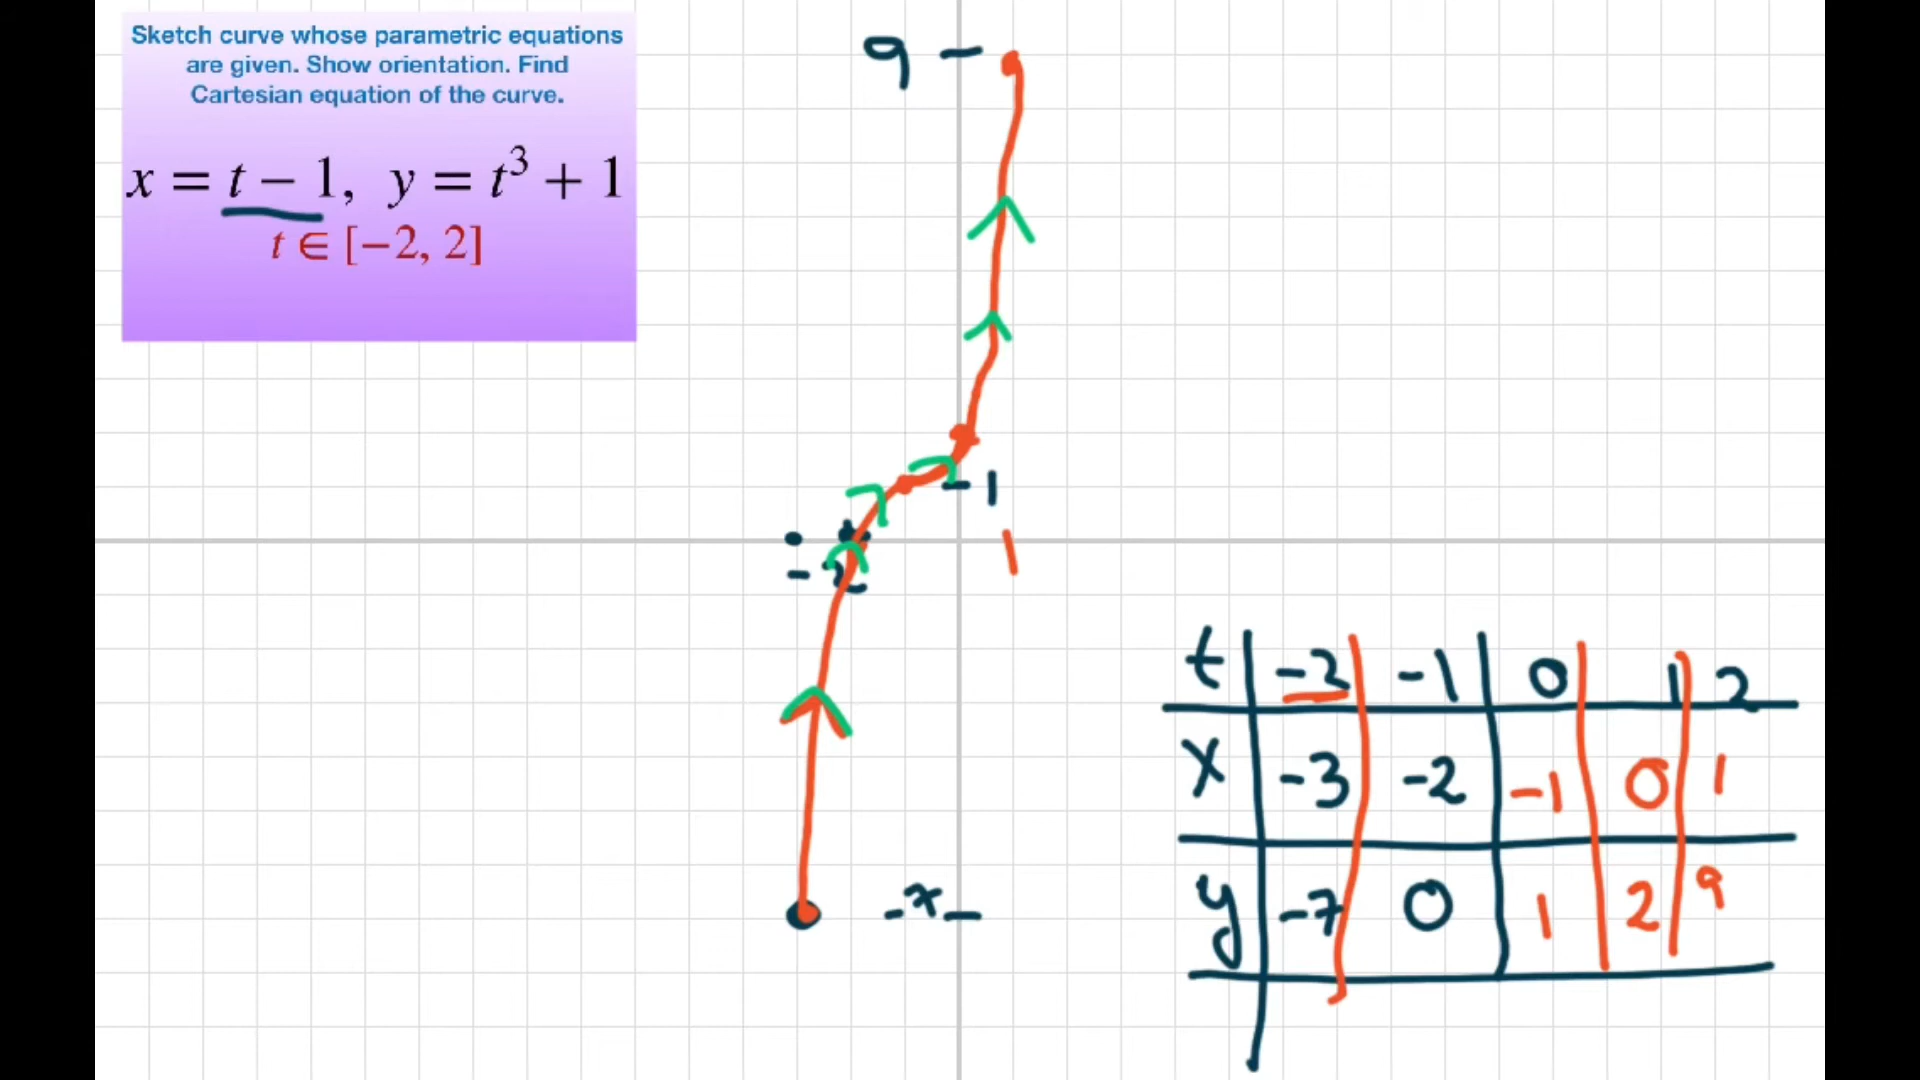 Sketch curve whose parametric equations
are given. Show orientation. Find
Cartesian equation of the curve.
x = t − 1, y = t³ + 1
t ∈ [−2, 2]
9
1
-2
1
-7
t -2 -1 0 1 2
x -3 -2 -1 0 1
y -7 0 1 2 9